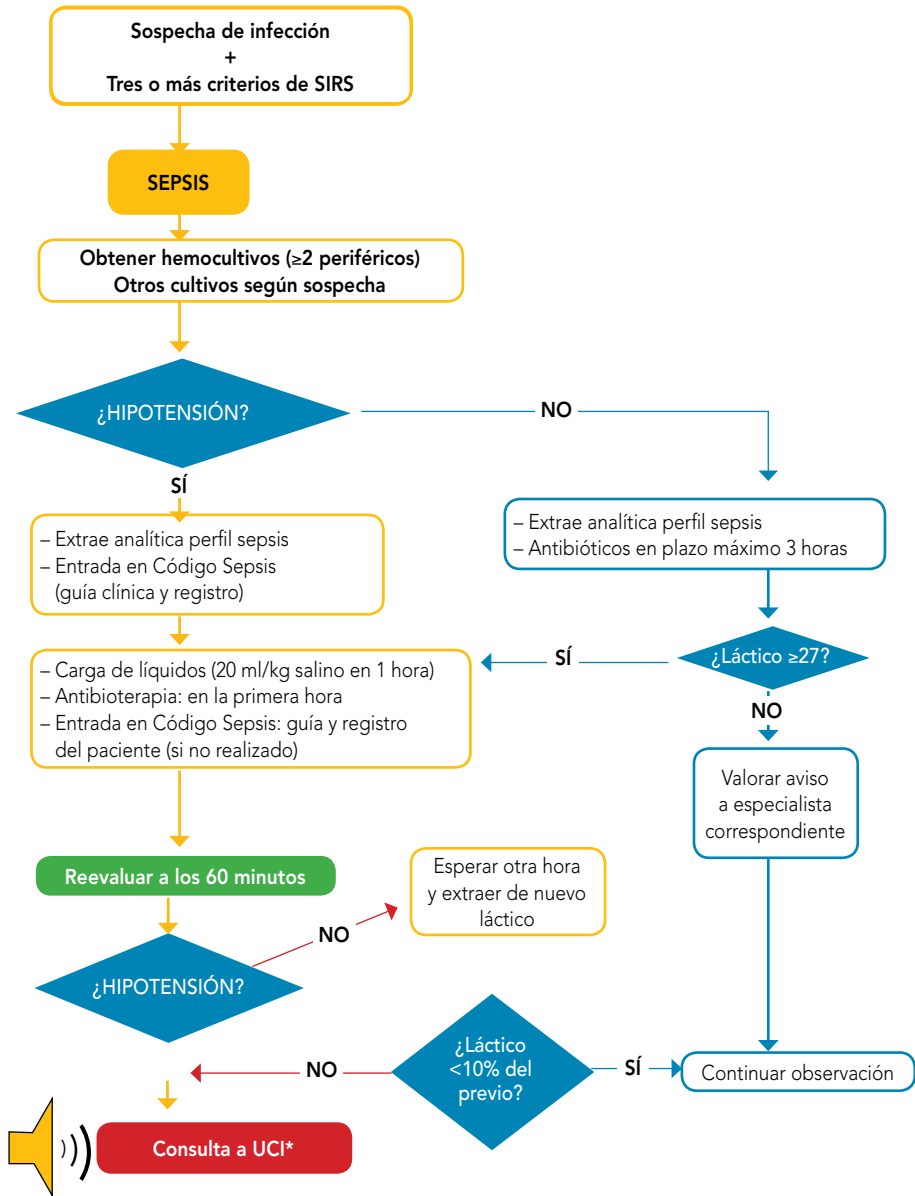 Sospecha de infección
+
Tres o más criterios de SIRS
SEPSIS
Obtener hemocultivos (≥2 periféricos)
Otros cultivos según sospecha
¿HIPOTENSIÓN?
NO
SÍ
– Extrae analítica perfil sepsis
– Entrada en Código Sepsis
(guía clínica y registro)
– Extrae analítica perfil sepsis
– Antibióticos en plazo máximo 3 horas
– Carga de líquidos (20 ml/kg salino en 1 hora)
– Antibioterapia: en la primera hora
– Entrada en Código Sepsis: guía y registro
del paciente (si no realizado)
SÍ
¿Láctico ≥27?
NO
Valorar aviso
a especialista
correspondiente
Reevaluar a los 60 minutos
Esperar otra hora
y extraer de nuevo
láctico
NO
¿HIPOTENSIÓN?
¿Láctico
<10% del
previo?
NO
SÍ
Continuar observación
Consulta a UCI*